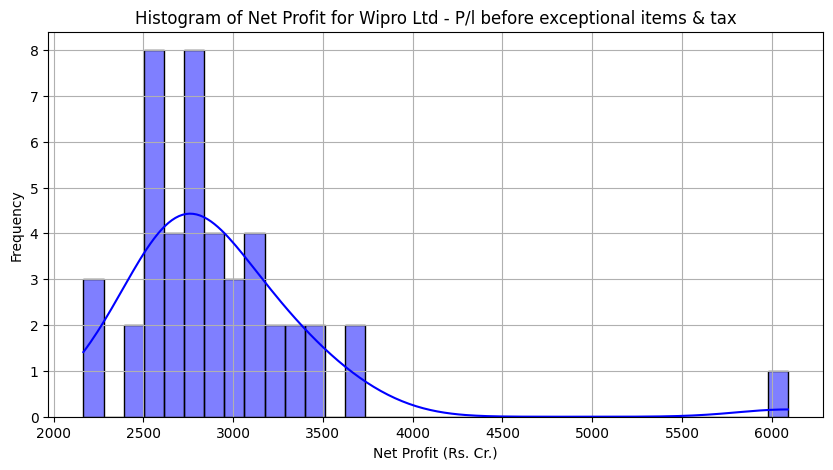 Histogram of Net Profit for Wipro Ltd - P/l before exceptional items & tax
8
7
6
5
4
3
2
1
0
Frequency
2000 2500 3000 3500 4000 4500 5000 5500 6000
Net Profit (Rs. Cr.)